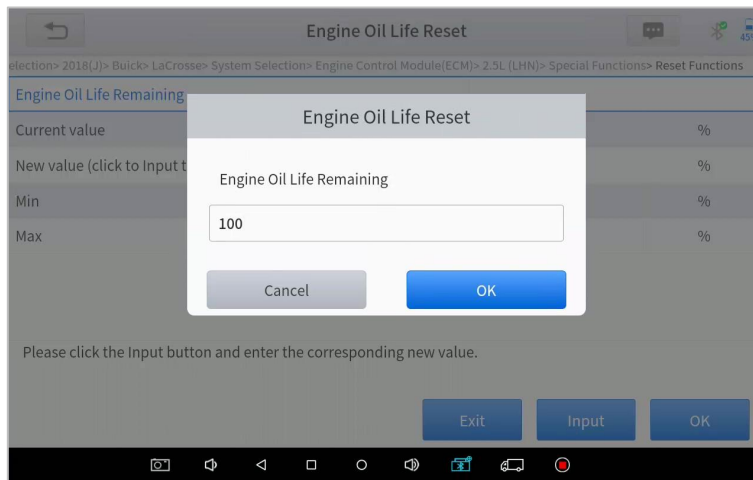 Engine Oil Life Reset
election> 2018(J)> Buick> LaCrosse> System Selection> Engine Control Module(ECM)> 2.5L (LHN)> Special Functions> Reset Functions
Engine Oil Life Remaining
Current value %
New value (click to Input t %
Min %
Max %
Engine Oil Life Reset
Engine Oil Life Remaining
100
Cancel OK
Please click the Input button and enter the corresponding new value.
Exit Input OK